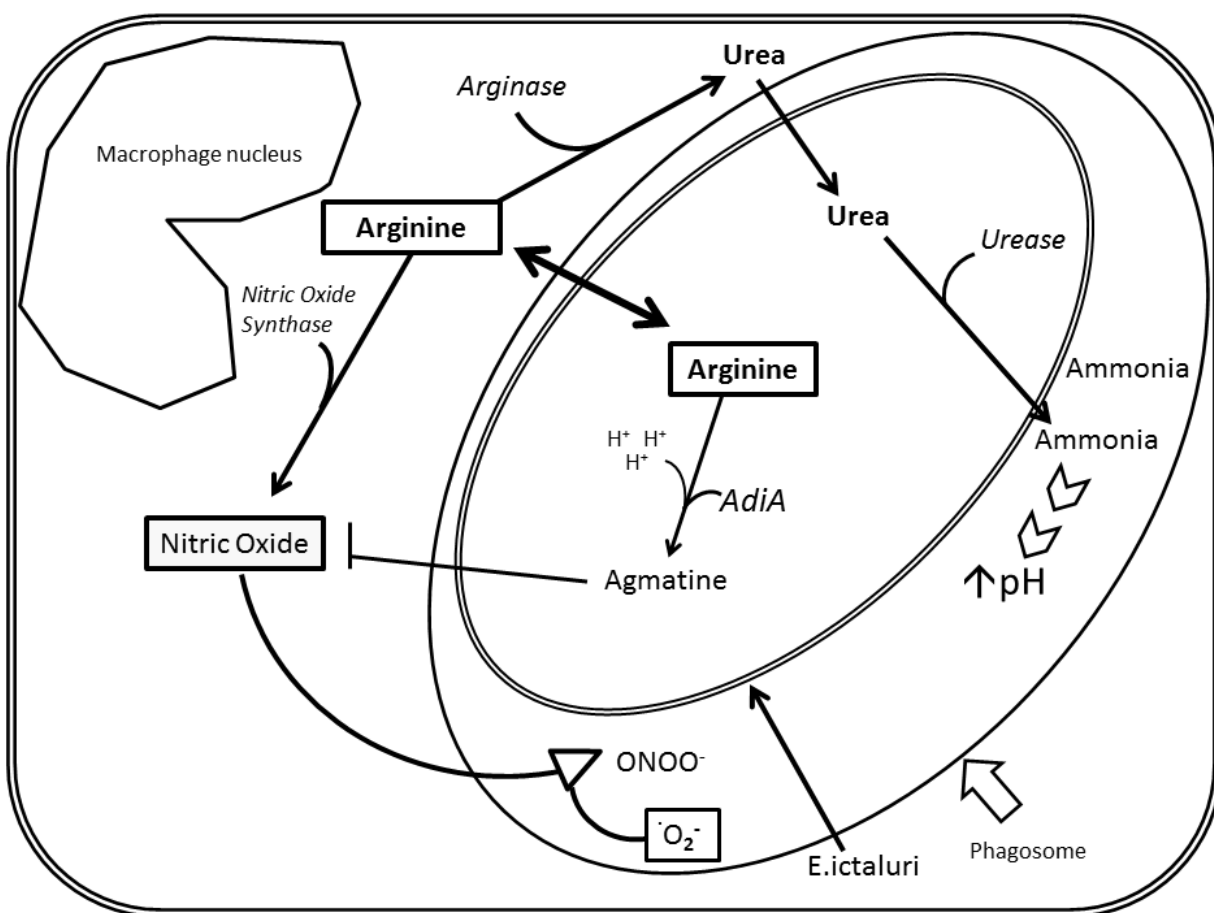 Urea
Arginase
Macrophage nucleus
Arginine
Urea
Urease
Nitric Oxide
Synthase
Arginine
Ammonia
H⁺ H⁺
H⁺
Ammonia
AdiA
Nitric Oxide
Agmatine
↑pH
ONOO⁻
˙O₂⁻
E.ictaluri
Phagosome